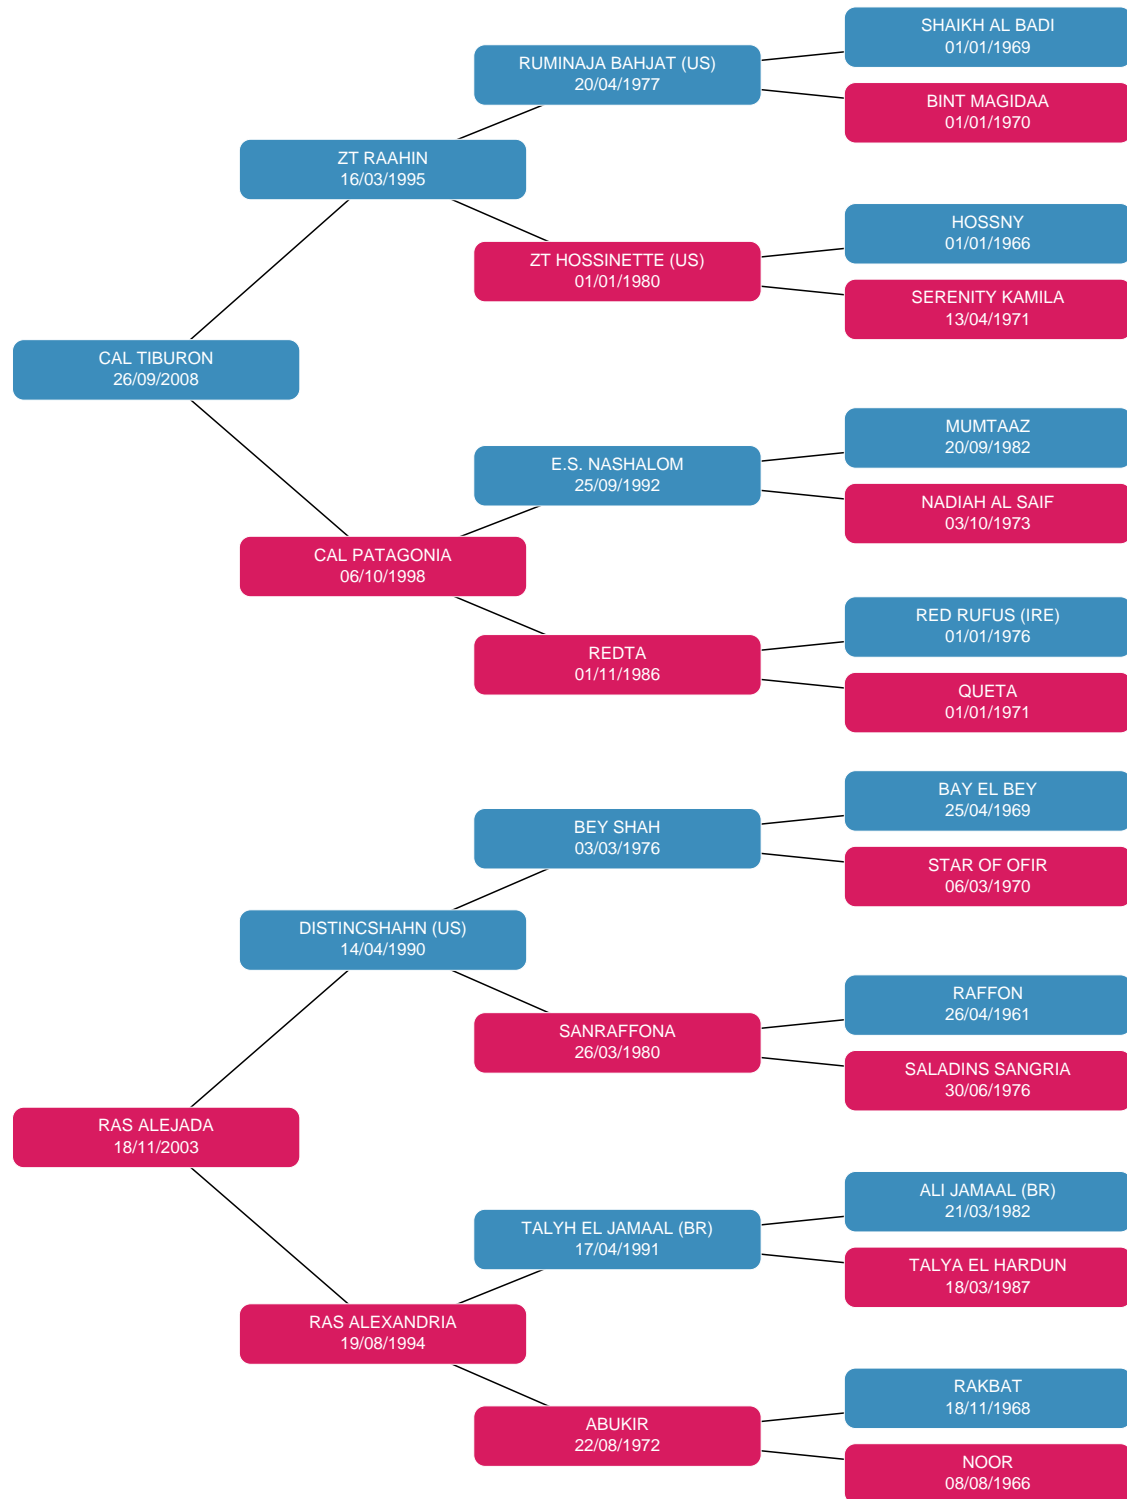 SHAIKH AL BADI
01/01/1969
RUMINAJA BAHJAT (US)
20/04/1977
BINT MAGIDAA
01/01/1970
ZT RAAHIN
16/03/1995
HOSSNY
01/01/1966
ZT HOSSINETTE (US)
01/01/1980
SERENITY KAMILA
13/04/1971
CAL TIBURON
26/09/2008
MUMTAAZ
20/09/1982
E.S. NASHALOM
25/09/1992
NADIAH AL SAIF
03/10/1973
CAL PATAGONIA
06/10/1998
RED RUFUS (IRE)
01/01/1976
REDTA
01/11/1986
QUETA
01/01/1971
BAY EL BEY
25/04/1969
BEY SHAH
03/03/1976
STAR OF OFIR
06/03/1970
DISTINCSHAHN (US)
14/04/1990
RAFFON
26/04/1961
SANRAFFONA
26/03/1980
SALADINS SANGRIA
30/06/1976
RAS ALEJADA
18/11/2003
ALI JAMAAL (BR)
21/03/1982
TALYH EL JAMAAL (BR)
17/04/1991
TALYA EL HARDUN
18/03/1987
RAS ALEXANDRIA
19/08/1994
RAKBAT
18/11/1968
ABUKIR
22/08/1972
NOOR
08/08/1966